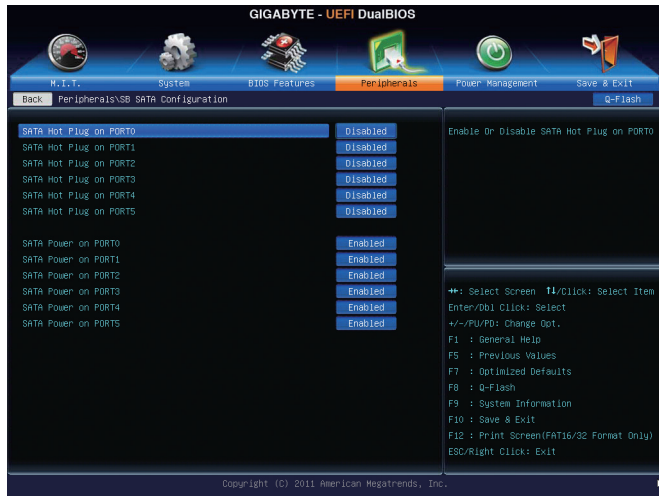 GIGABYTE - UEFI DualBIOS
M.I.T. System BIOS Features Peripherals Power Management Save & Exit
Back Peripherals\SB SATA Configuration Q-Flash
SATA Hot Plug on PORT0 Disabled Enable Or Disable SATA Hot Plug on PORT0
SATA Hot Plug on PORT1 Disabled
SATA Hot Plug on PORT2 Disabled
SATA Hot Plug on PORT3 Disabled
SATA Hot Plug on PORT4 Disabled
SATA Hot Plug on PORT5 Disabled
SATA Power on PORT0 Enabled
SATA Power on PORT1 Enabled
SATA Power on PORT2 Enabled
SATA Power on PORT3 Enabled
SATA Power on PORT4 Enabled
SATA Power on PORT5 Enabled
→←: Select Screen ↑↓/Click: Select Item
Enter/Dbl Click: Select
+/-/PU/PD: Change Opt.
F1 : General Help
F5 : Previous Values
F7 : Optimized Defaults
F8 : Q-Flash
F9 : System Information
F10 : Save & Exit
F12 : Print Screen(FAT16/32 Format Only)
ESC/Right Click: Exit
Copyright (C) 2011 American Megatrends, Inc.